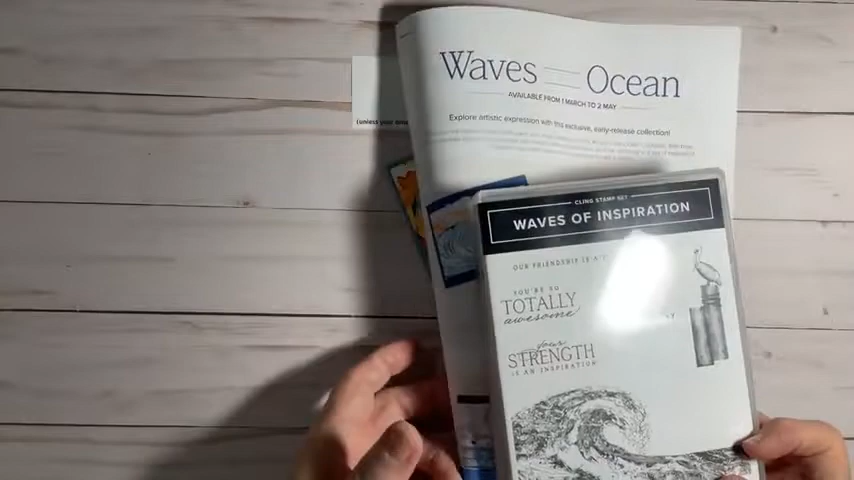 Waves Ocean
AVAILABLE FROM 1 MARCH TO 2 MAY
Explore artistic expression with this exclusive, early-release collection!
(unless your
CLING STAMP SET
WAVES OF INSPIRATION
OUR FRIENDSHIP IS A
YOU'RE SO
TOTALLY
awesome
your
STRENGTH
IS AN INSPIRATION